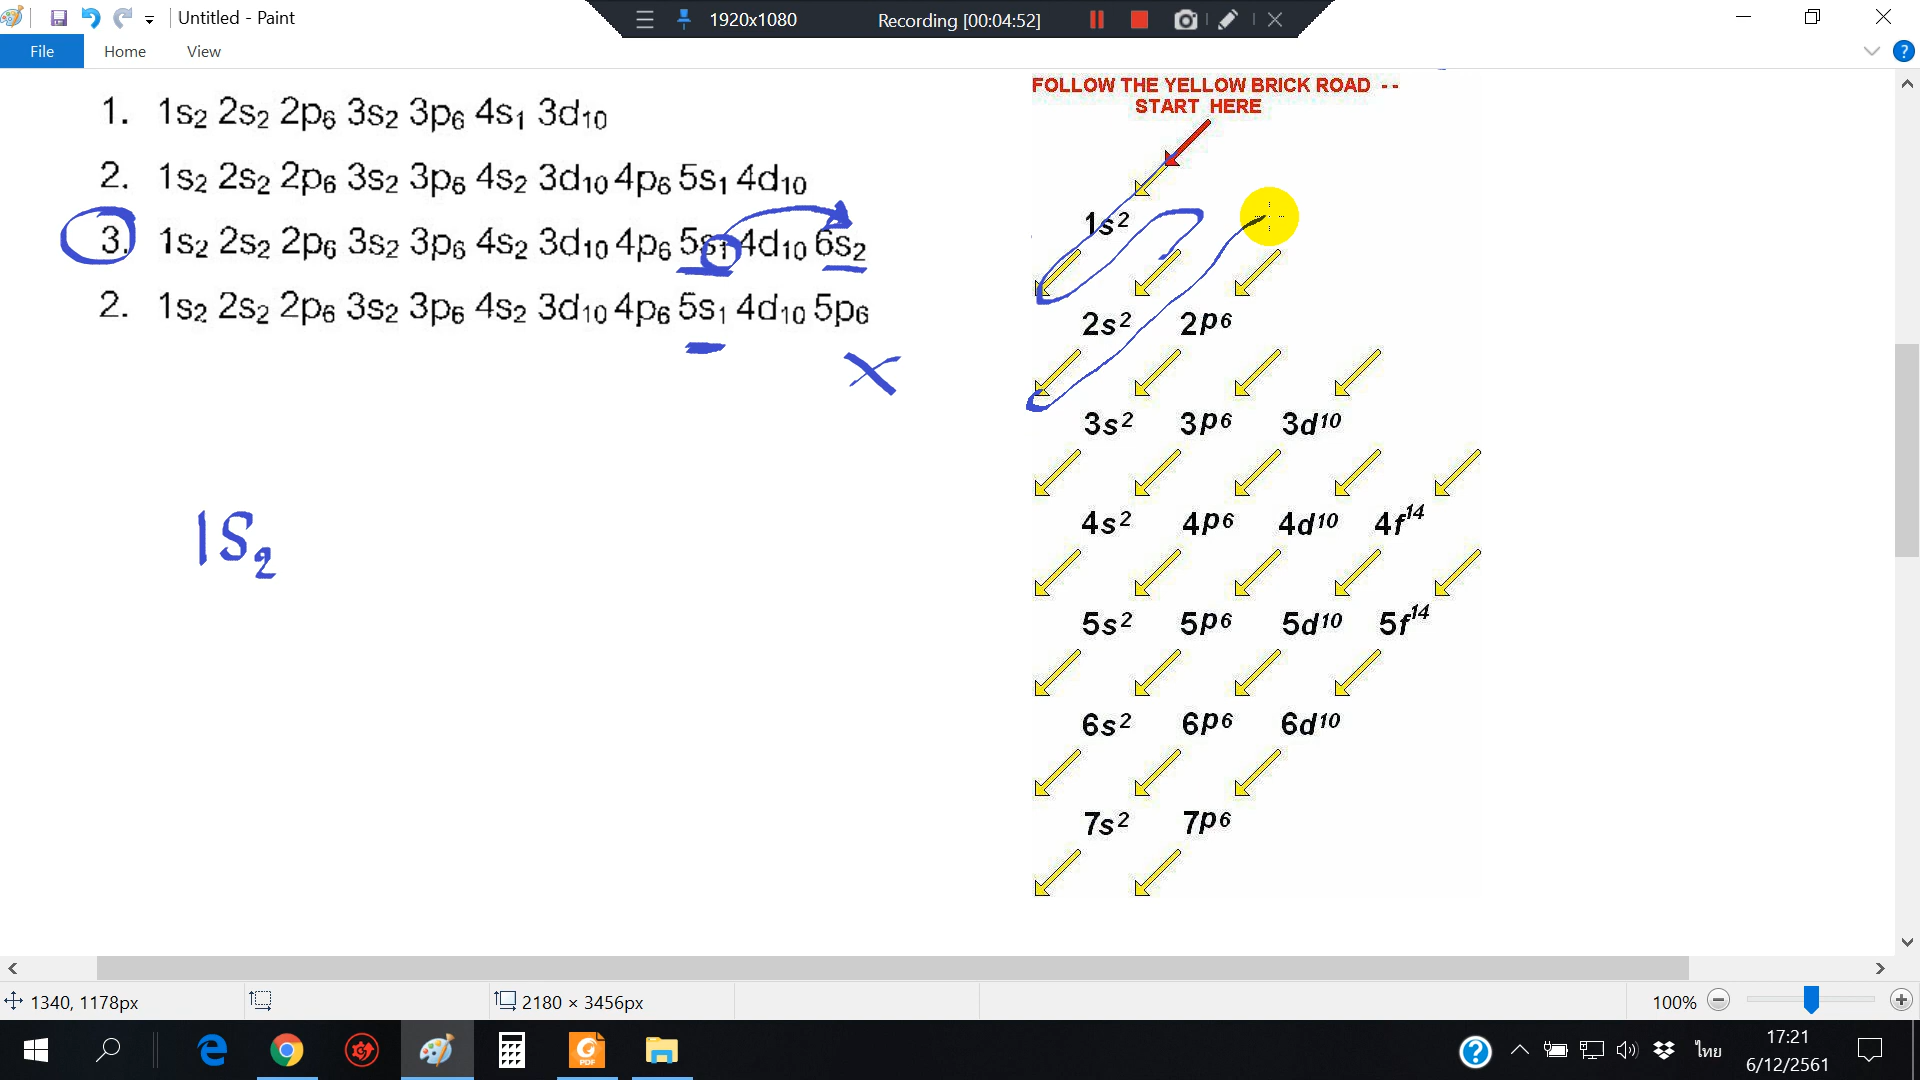 Untitled - Paint
1920x1080
Recording [00:04:52]
File Home View
1. 1s2 2s2 2p6 3s2 3p6 4s1 3d10
2. 1s2 2s2 2p6 3s2 3p6 4s2 3d10 4p6 5s1 4d10
3. 1s2 2s2 2p6 3s2 3p6 4s2 3d10 4p6 5s1 4d10 6s2
2. 1s2 2s2 2p6 3s2 3p6 4s2 3d10 4p6 5s1 4d10 5p6
1S2
FOLLOW THE YELLOW BRICK ROAD --
START HERE
1s2
2s2 2p6
3s2 3p6 3d10
4s2 4p6 4d10 4f14
5s2 5p6 5d10 5f14
6s2 6p6 6d10
7s2 7p6
1340, 1178px
2180 × 3456px
100%
PDF
ไทย
17:21
6/12/2561